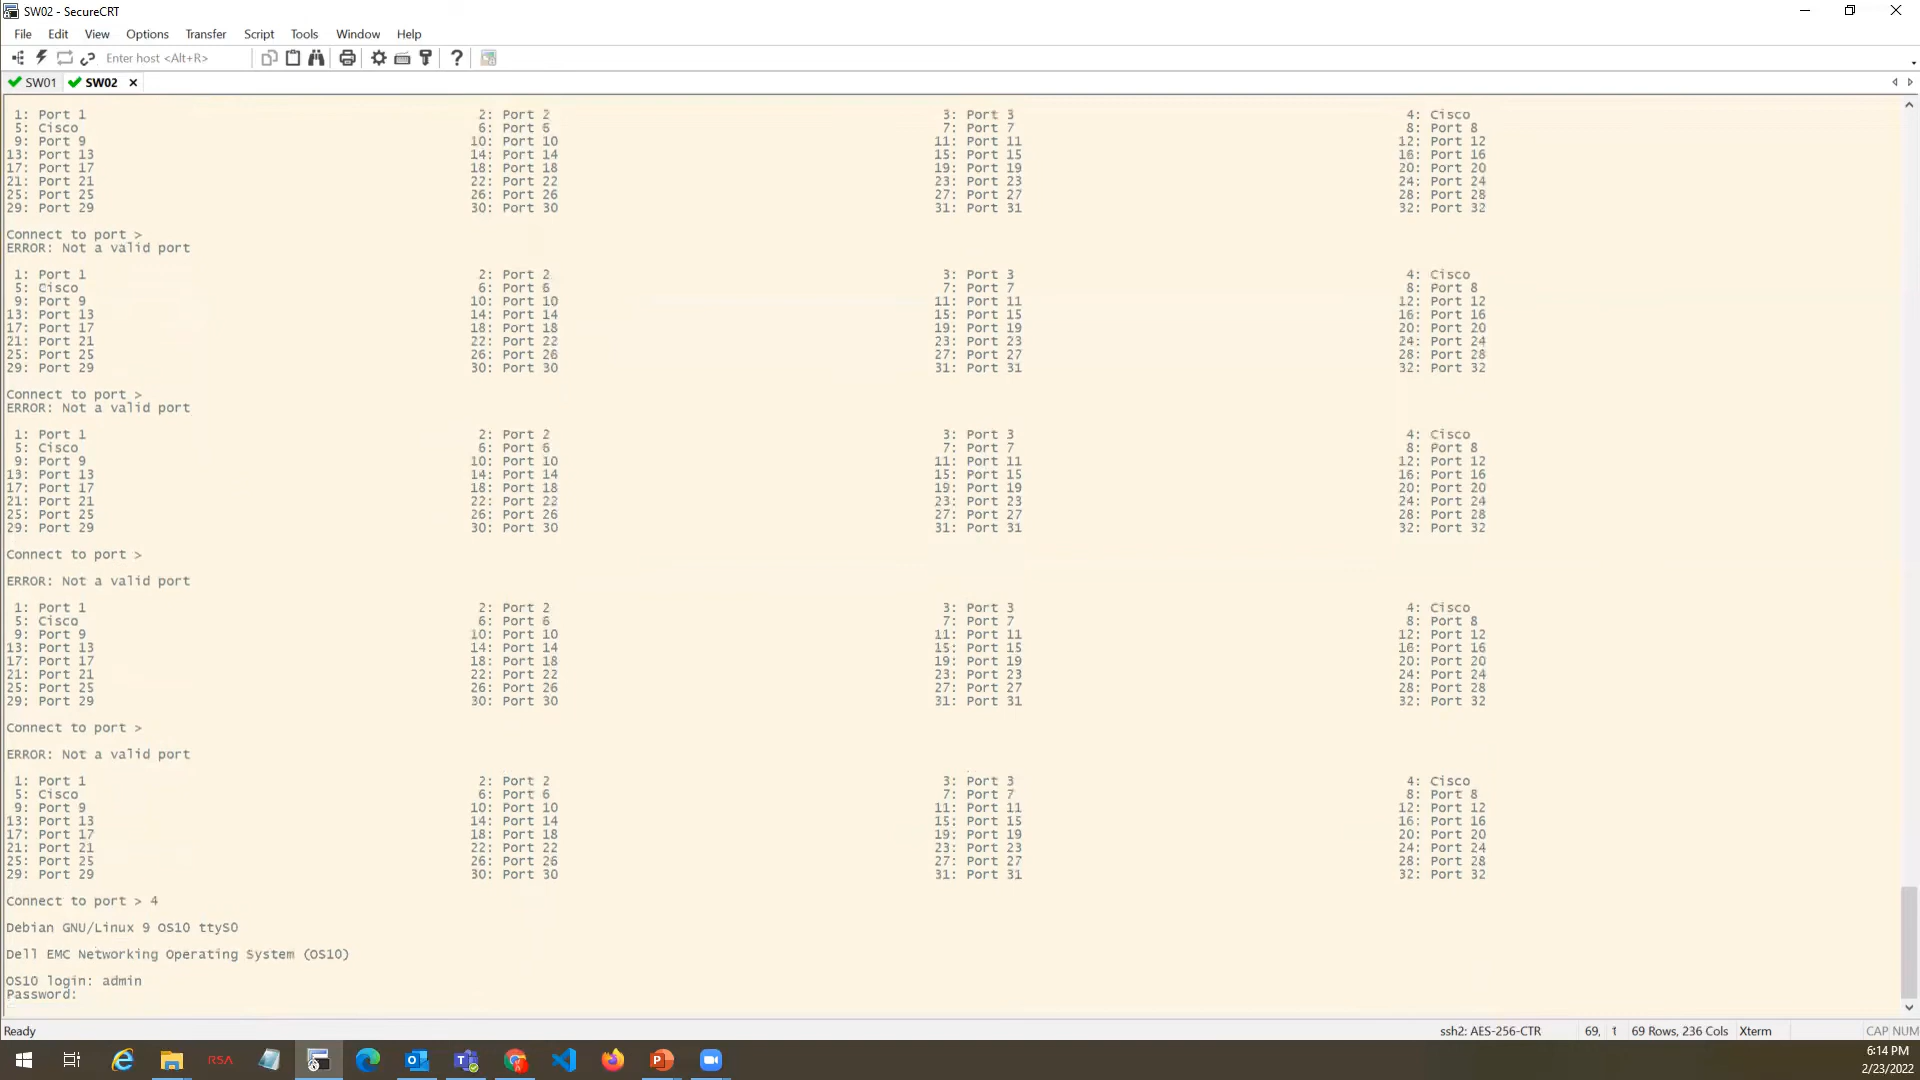 SW02 - SecureCRT
File Edit View Options Transfer Script Tools Window Help
Enter host <Alt+R>
SW01 SW02
1: Port 1 2: Port 2 3: Port 3 4: Cisco
5: Cisco 6: Port 6 7: Port 7 8: Port 8
9: Port 9 10: Port 10 11: Port 11 12: Port 12
13: Port 13 14: Port 14 15: Port 15 16: Port 16
17: Port 17 18: Port 18 19: Port 19 20: Port 20
21: Port 21 22: Port 22 23: Port 23 24: Port 24
25: Port 25 26: Port 26 27: Port 27 28: Port 28
29: Port 29 30: Port 30 31: Port 31 32: Port 32
Connect to port >
ERROR: Not a valid port
1: Port 1 2: Port 2 3: Port 3 4: Cisco
5: Cisco 6: Port 6 7: Port 7 8: Port 8
9: Port 9 10: Port 10 11: Port 11 12: Port 12
13: Port 13 14: Port 14 15: Port 15 16: Port 16
17: Port 17 18: Port 18 19: Port 19 20: Port 20
21: Port 21 22: Port 22 23: Port 23 24: Port 24
25: Port 25 26: Port 26 27: Port 27 28: Port 28
29: Port 29 30: Port 30 31: Port 31 32: Port 32
Connect to port >
ERROR: Not a valid port
1: Port 1 2: Port 2 3: Port 3 4: Cisco
5: Cisco 6: Port 6 7: Port 7 8: Port 8
9: Port 9 10: Port 10 11: Port 11 12: Port 12
13: Port 13 14: Port 14 15: Port 15 16: Port 16
17: Port 17 18: Port 18 19: Port 19 20: Port 20
21: Port 21 22: Port 22 23: Port 23 24: Port 24
25: Port 25 26: Port 26 27: Port 27 28: Port 28
29: Port 29 30: Port 30 31: Port 31 32: Port 32
Connect to port >
ERROR: Not a valid port
1: Port 1 2: Port 2 3: Port 3 4: Cisco
5: Cisco 6: Port 6 7: Port 7 8: Port 8
9: Port 9 10: Port 10 11: Port 11 12: Port 12
13: Port 13 14: Port 14 15: Port 15 16: Port 16
17: Port 17 18: Port 18 19: Port 19 20: Port 20
21: Port 21 22: Port 22 23: Port 23 24: Port 24
25: Port 25 26: Port 26 27: Port 27 28: Port 28
29: Port 29 30: Port 30 31: Port 31 32: Port 32
Connect to port >
ERROR: Not a valid port
1: Port 1 2: Port 2 3: Port 3 4: Cisco
5: Cisco 6: Port 6 7: Port 7 8: Port 8
9: Port 9 10: Port 10 11: Port 11 12: Port 12
13: Port 13 14: Port 14 15: Port 15 16: Port 16
17: Port 17 18: Port 18 19: Port 19 20: Port 20
21: Port 21 22: Port 22 23: Port 23 24: Port 24
25: Port 25 26: Port 26 27: Port 27 28: Port 28
29: Port 29 30: Port 30 31: Port 31 32: Port 32
Connect to port > 4
Debian GNU/Linux 9 OS10 ttyS0
Dell EMC Networking Operating System (OS10)
OS10 login: admin
Password:
Ready ssh2: AES-256-CTR 69, 1 69 Rows, 236 Cols Xterm CAP NUM
RSA
6:14 PM
2/23/2022